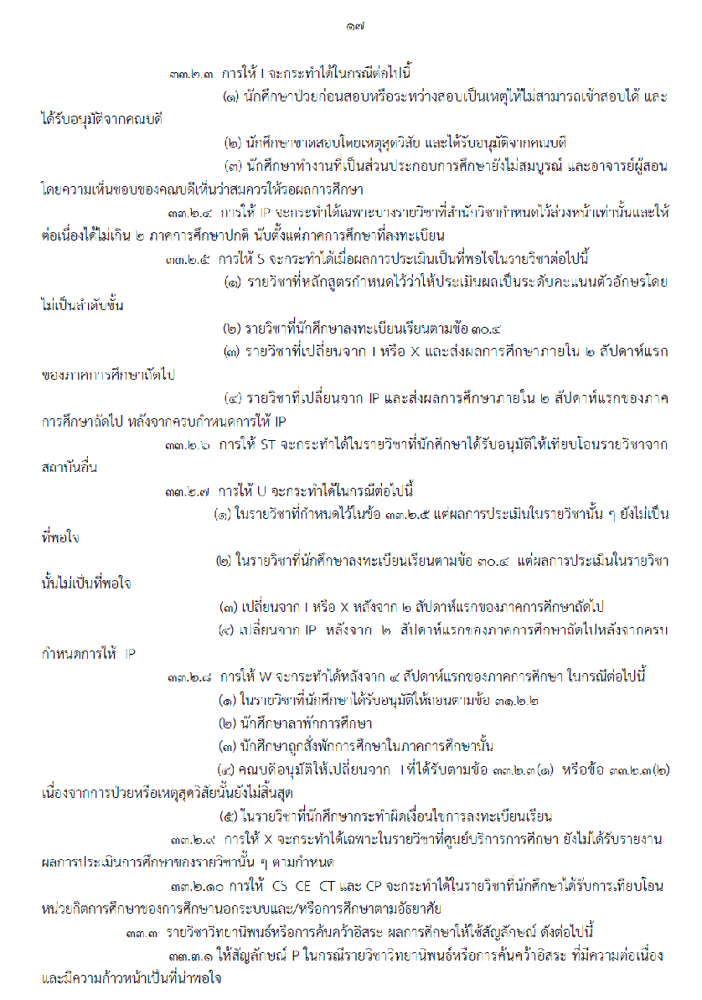 ๑๗
๓๓.๒.๓ การให้ I จะกระทำได้ในกรณีต่อไปนี้
(๑) นักศึกษาป่วยก่อนสอบหรือระหว่างสอบเป็นเหตุให้ไม่สามารถเข้าสอบได้ และ
ได้รับอนุมัติจากคณบดี
(๒) นักศึกษาขาดสอบโดยเหตุสุดวิสัย และได้รับอนุมัติจากคณบดี
(๓) นักศึกษาทำงานที่เป็นส่วนประกอบการศึกษายังไม่สมบูรณ์ และอาจารย์ผู้สอน
โดยความเห็นชอบของคณบดีเห็นว่าสมควรให้รอผลการศึกษา
๓๓.๒.๔ การให้ IP จะกระทำได้เฉพาะบางรายวิชาที่สำนักวิชากำหนดไว้ล่วงหน้าเท่านั้นและให้
ต่อเนื่องได้ไม่เกิน ๒ ภาคการศึกษาปกติ นับตั้งแต่ภาคการศึกษาที่ลงทะเบียน
๓๓.๒.๕ การให้ S จะกระทำได้เมื่อผลการประเมินเป็นที่พอใจในรายวิชาต่อไปนี้
(๑) รายวิชาที่หลักสูตรกำหนดไว้ว่าให้ประเมินผลเป็นระดับคะแนนตัวอักษรโดย
ไม่เป็นลำดับขั้น
(๒) รายวิชาที่นักศึกษาลงทะเบียนเรียนตามข้อ ๓๐.๔
(๓) รายวิชาที่เปลี่ยนจาก I หรือ X และส่งผลการศึกษาภายใน ๒ สัปดาห์แรก
ของภาคการศึกษาถัดไป
(๔) รายวิชาที่เปลี่ยนจาก IP และส่งผลการศึกษาภายใน ๒ สัปดาห์แรกของภาค
การศึกษาถัดไป หลังจากครบกำหนดการให้ IP
๓๓.๒.๖ การให้ ST จะกระทำได้ในรายวิชาที่นักศึกษาได้รับอนุมัติให้เทียบโอนรายวิชาจาก
สถาบันอื่น
๓๓.๒.๗ การให้ U จะกระทำได้ในกรณีต่อไปนี้
(๑) ในรายวิชาที่กำหนดไว้ในข้อ ๓๓.๒.๕ แต่ผลการประเมินในรายวิชานั้น ๆ ยังไม่เป็น
ที่พอใจ
(๒) ในรายวิชาที่นักศึกษาลงทะเบียนเรียนตามข้อ ๓๐.๔ แต่ผลการประเมินในรายวิชา
นั้นไม่เป็นที่พอใจ
(๓) เปลี่ยนจาก I หรือ X หลังจาก ๒ สัปดาห์แรกของภาคการศึกษาถัดไป
(๔) เปลี่ยนจาก IP หลังจาก ๒ สัปดาห์แรกของภาคการศึกษาถัดไปหลังจากครบ
กำหนดการให้ IP
๓๓.๒.๘ การให้ W จะกระทำได้หลังจาก ๔ สัปดาห์แรกของภาคการศึกษา ในกรณีต่อไปนี้
(๑) ในรายวิชาที่นักศึกษาได้รับอนุมัติให้ถอนตามข้อ ๓๑.๒.๒
(๒) นักศึกษาลาพักการศึกษา
(๓) นักศึกษาถูกสั่งพักการศึกษาในภาคการศึกษานั้น
(๔) คณบดีอนุมัติให้เปลี่ยนจาก I ที่ได้รับตามข้อ ๓๓.๒.๓(๑) หรือข้อ ๓๓.๒.๓(๒)
เนื่องจากการป่วยหรือเหตุสุดวิสัยนั้นยังไม่สิ้นสุด
(๕) ในรายวิชาที่นักศึกษากระทำผิดเงื่อนไขการลงทะเบียนเรียน
๓๓.๒.๙ การให้ X จะกระทำได้เฉพาะในรายวิชาที่ศูนย์บริการการศึกษา ยังไม่ได้รับรายงาน
ผลการประเมินการศึกษาของรายวิชานั้น ๆ ตามกำหนด
๓๓.๒.๑๐ การให้ CS CE CT และ CP จะกระทำได้ในรายวิชาที่นักศึกษาได้รับการเทียบโอน
หน่วยกิตการศึกษาของการศึกษานอกระบบและ/หรือการศึกษาตามอัธยาศัย
๓๓.๓ รายวิชาวิทยานิพนธ์หรือการค้นคว้าอิสระ ผลการศึกษาให้ใช้สัญลักษณ์ ดังต่อไปนี้
๓๓.๓.๑ ให้สัญลักษณ์ P ในกรณีรายวิชาวิทยานิพนธ์หรือการค้นคว้าอิสระ ที่มีความต่อเนื่อง
และมีความก้าวหน้าเป็นที่น่าพอใจ